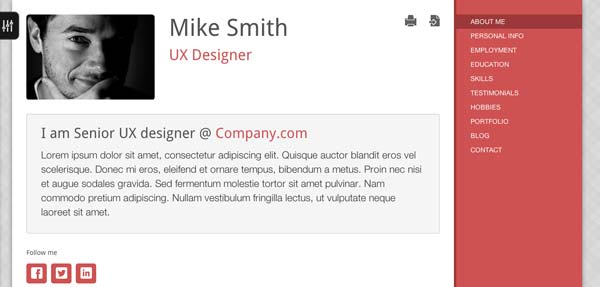 Mike Smith
UX Designer
I am Senior UX designer @ Company.com
Lorem ipsum dolor sit amet, consectetur adipiscing elit. Quisque auctor blandit eros vel
scelerisque. Donec mi eros, eleifend et ornare tempus, bibendum a metus. Proin nec nisi
et augue sodales gravida. Sed fermentum molestie tortor sit amet pulvinar. Nam
commodo pretium adipiscing. Nullam vestibulum fringilla lectus, ut vulputate neque
laoreet sit amet.
Follow me
ABOUT ME
PERSONAL INFO
EMPLOYMENT
EDUCATION
SKILLS
TESTIMONIALS
HOBBIES
PORTFOLIO
BLOG
CONTACT